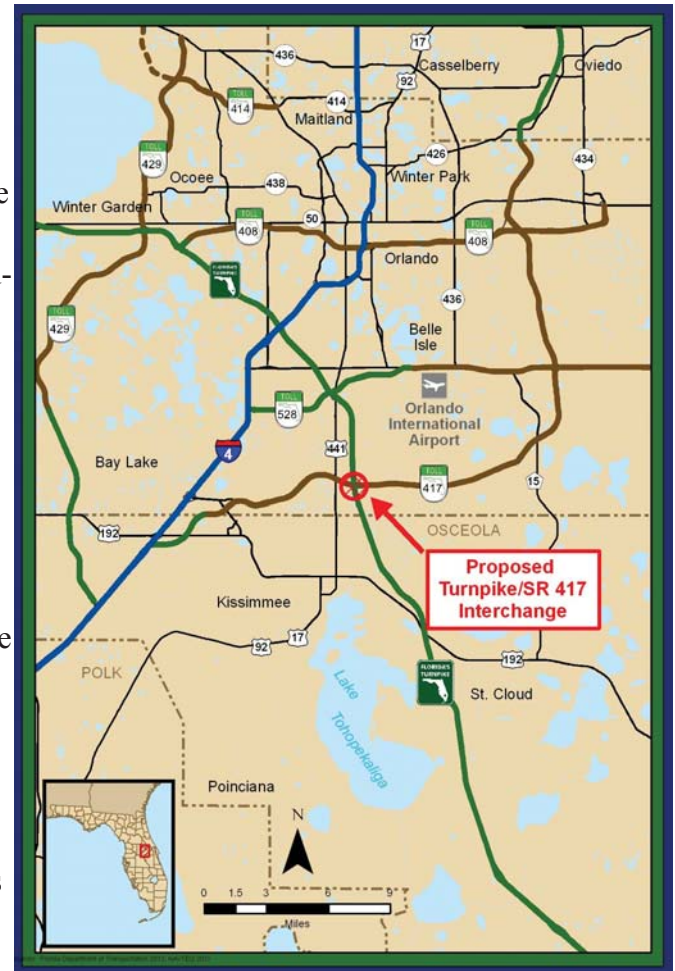 17
436
Casselberry
Oviedo
92
TOLL
414
414
Maitland
TOLL
429
426
434
Ocoee
438
Winter Park
Winter Garden
50
TOLL
408
TOLL
408
Orlando
FLORIDA'S
TURNPIKE
436
TOLL
429
Belle
Isle
TOLL
528
Orlando
International
Airport
441
4
Bay Lake
TOLL
417
15
192
OSCEOLA
Proposed
Turnpike/SR 417
Interchange
Kissimmee
17
92
192
POLK
FLORIDA'S
TURNPIKE
St. Cloud
Lake
Tohopekaliga
Poinciana
N
0 1.5 3 6 9
Miles
e
-
e
s